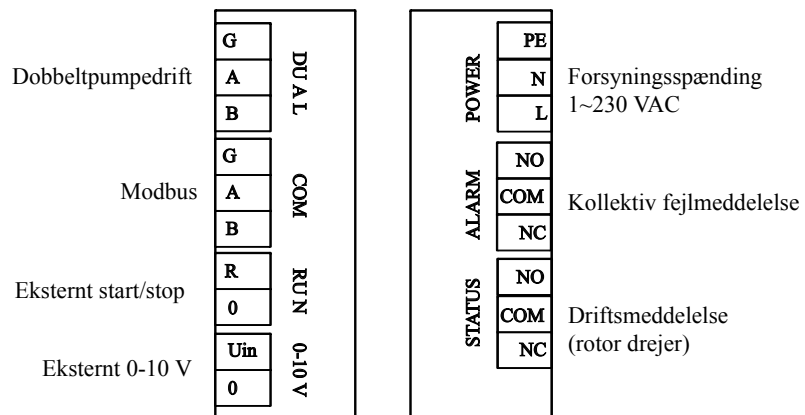 Dobbeltpumpedrift
G
A
B
DUAL
Modbus
G
A
B
COM
Eksternt start/stop
R
0
RUN
Eksternt 0-10 V
Uin
0
0-10V
POWER
PE
N
L
Forsyningsspænding
1~230 VAC
ALARM
NO
COM
NC
Kollektiv fejlmeddelelse
STATUS
NO
COM
NC
Driftsmeddelelse
(rotor drejer)